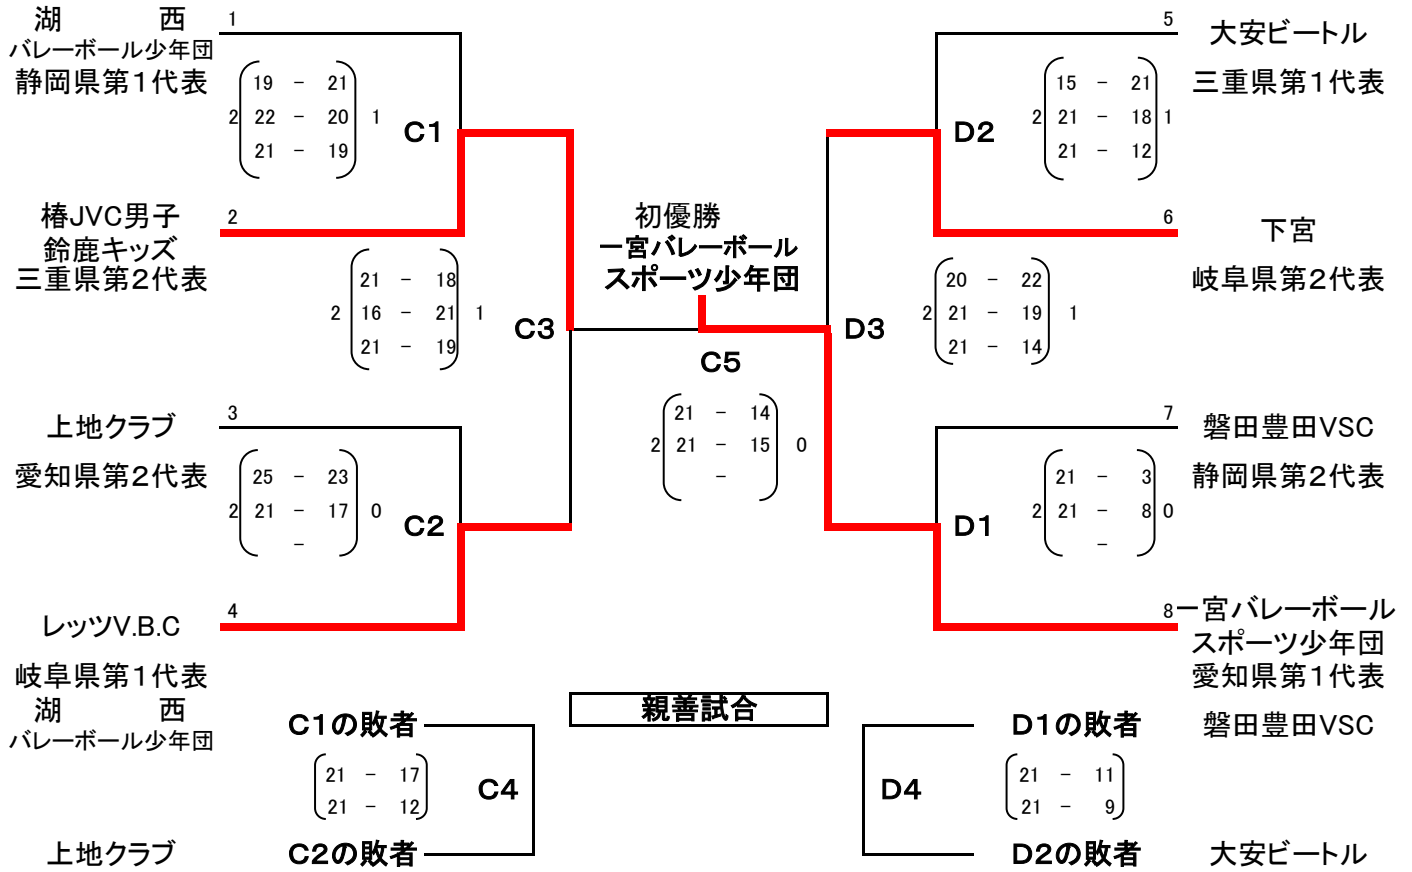 湖 西
バレーボール少年団
静岡県第1代表
1
19 - 21
2 22 - 20 1
21 - 19
C1
椿JVC男子
鈴鹿キッズ
三重県第2代表
2
21 - 18
2 16 - 21 1
21 - 19
C3
上地クラブ
愛知県第2代表
3
25 - 23
2 21 - 17 0
-
C2
レッツV.B.C
岐阜県第1代表
4
初優勝
一宮バレーボール
スポーツ少年団
C5
21 - 14
2 21 - 15 0
-
5
大安ビートル
三重県第1代表
15 - 21
2 21 - 18 1
21 - 12
D2
6
下宮
岐阜県第2代表
20 - 22
2 21 - 19 1
21 - 14
D3
7
磐田豊田VSC
静岡県第2代表
21 - 3
2 21 - 8 0
-
D1
8
一宮バレーボール
スポーツ少年団
愛知県第1代表
親善試合
湖 西
バレーボール少年団
C1の敗者
21 - 17
21 - 12
C4
上地クラブ
C2の敗者
D1の敗者
磐田豊田VSC
D4
21 - 11
21 - 9
D2の敗者
大安ビートル